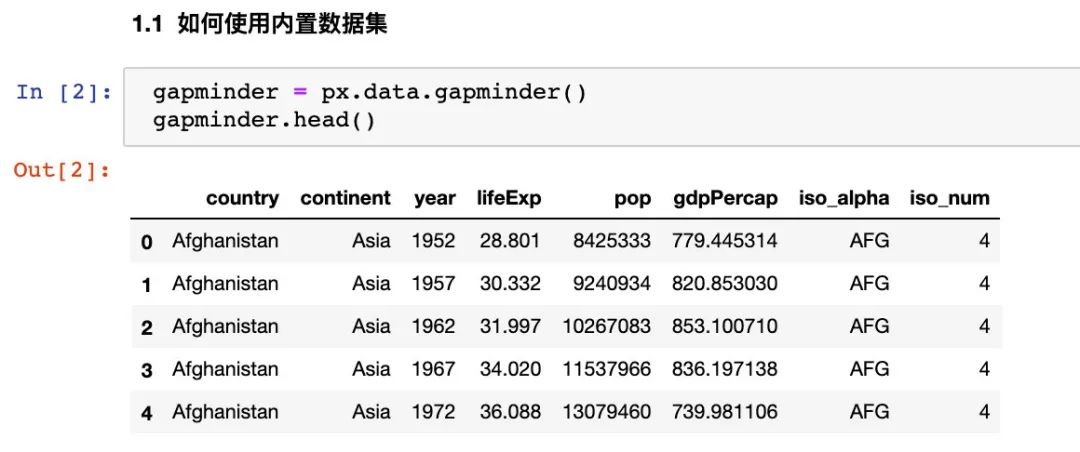 1.1 如何使用内置数据集
In [2]: gapminder = px.data.gapminder()
gapminder.head()
Out[2]:
country continent year lifeExp pop gdpPercap iso_alpha iso_num
0 Afghanistan Asia 1952 28.801 8425333 779.445314 AFG 4
1 Afghanistan Asia 1957 30.332 9240934 820.853030 AFG 4
2 Afghanistan Asia 1962 31.997 10267083 853.100710 AFG 4
3 Afghanistan Asia 1967 34.020 11537966 836.197138 AFG 4
4 Afghanistan Asia 1972 36.088 13079460 739.981106 AFG 4